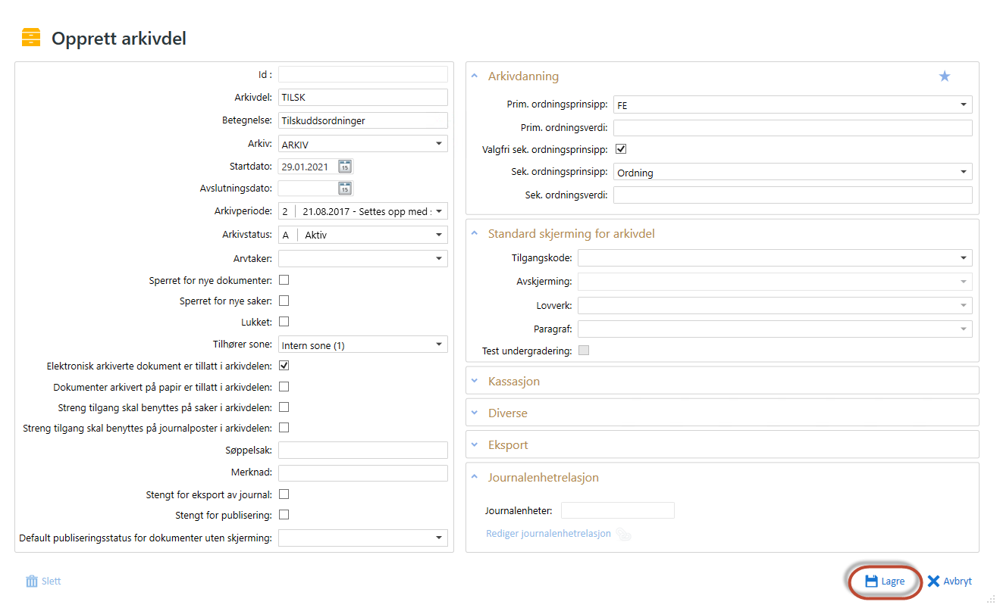 Opprett arkivdel
Id :
Arkivdel: TILSK
Betegnelse: Tilskuddsordninger
Arkiv: ARKIV
Startdato: 29.01.2021 15
Avslutningsdato: 15
Arkivperiode: 2 21.08.2017 - Settes opp med :
Arkivstatus: A Aktiv
Arvtaker:
Sperret for nye dokumenter:
Sperret for nye saker:
Lukket:
Tilhører sone: Intern sone (1)
Elektronisk arkiverte dokument er tillatt i arkivdelen:
Dokumenter arkivert på papir er tillatt i arkivdelen:
Streng tilgang skal benyttes på saker i arkivdelen:
Streng tilgang skal benyttes på journalposter i arkivdelen:
Søppelsak:
Merknad:
Stengt for eksport av journal:
Stengt for publisering:
Default publiseringsstatus for dokumenter uten skjerming:
Arkivdanning
Prim. ordningsprinsipp: FE
Prim. ordningsverdi:
Valgfri sek. ordningsprinsipp:
Sek. ordningsprinsipp: Ordning
Sek. ordningsverdi:
Standard skjerming for arkivdel
Tilgangskode:
Avskjerming:
Lovverk:
Paragraf:
Test undergradering:
Kassasjon
Diverse
Eksport
Journalenhetrelasjon
Journalenheter:
Rediger journalenhetrelasjon
Slett
Lagre
Avbryt